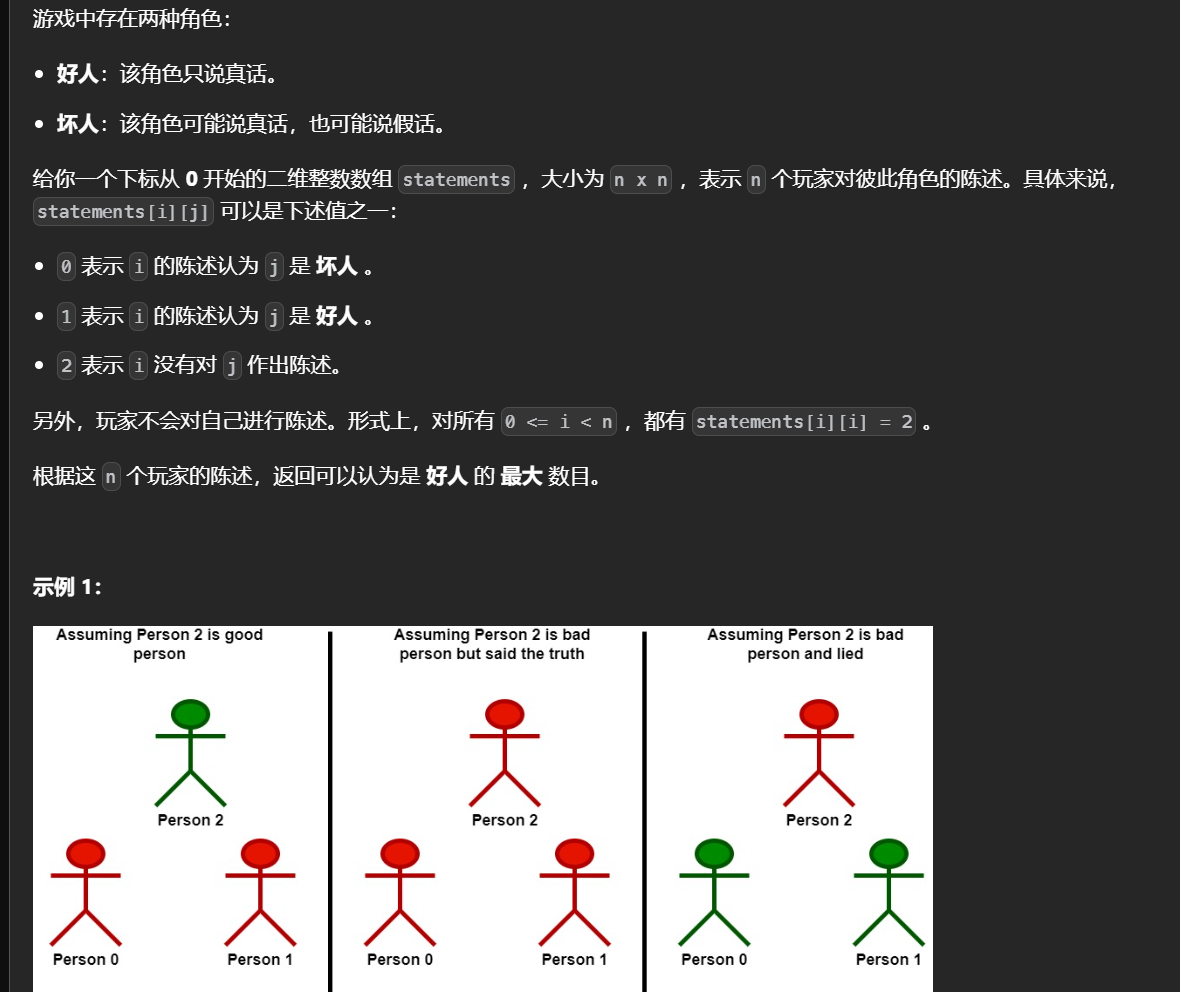 游戏中存在两种角色：
• 好人：该角色只说真话。
• 坏人：该角色可能说真话，也可能说假话。
给你一个下标从 0 开始的二维整数数组 statements ，大小为 n x n ，表示 n 个玩家对彼此角色的陈述。具体来说，
statements[i][j] 可以是下述值之一：
• 0 表示 i 的陈述认为 j 是 坏人 。
• 1 表示 i 的陈述认为 j 是 好人 。
• 2 表示 i 没有对 j 作出陈述。
另外，玩家不会对自己进行陈述。形式上，对所有 0 <= i < n ，都有 statements[i][i] = 2 。
根据这 n 个玩家的陈述，返回可以认为是 好人 的 最大 数目。
示例 1：
Assuming Person 2 is good
person
Assuming Person 2 is bad
person but said the truth
Assuming Person 2 is bad
person and lied
Person 2
Person 2
Person 2
Person 0
Person 1
Person 0
Person 1
Person 0
Person 1